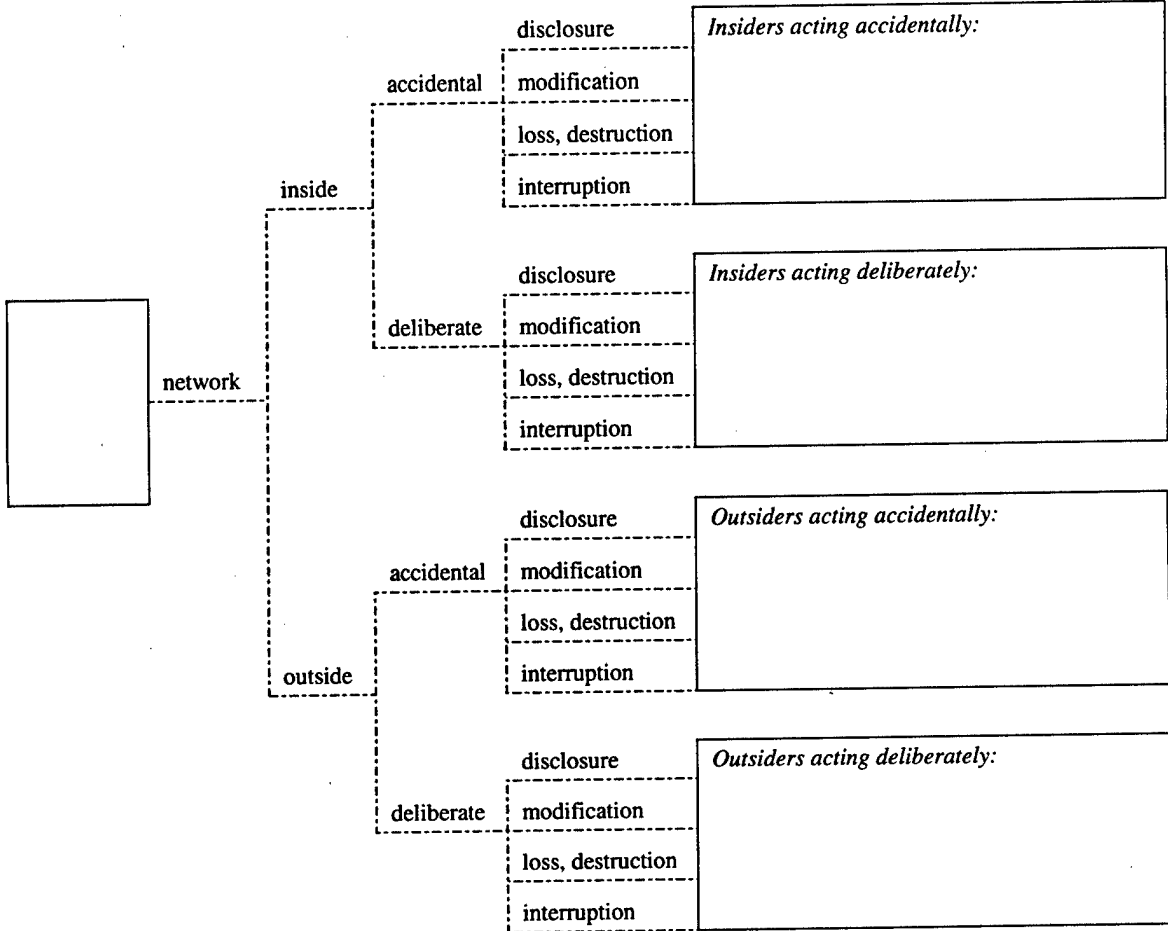 disclosure
Insiders acting accidentally:
accidental
modification
loss, destruction
inside
interruption
disclosure
Insiders acting deliberately:
deliberate
modification
network
loss, destruction
interruption
disclosure
Outsiders acting accidentally:
accidental
modification
loss, destruction
outside
interruption
disclosure
Outsiders acting deliberately:
deliberate
modification
loss, destruction
interruption